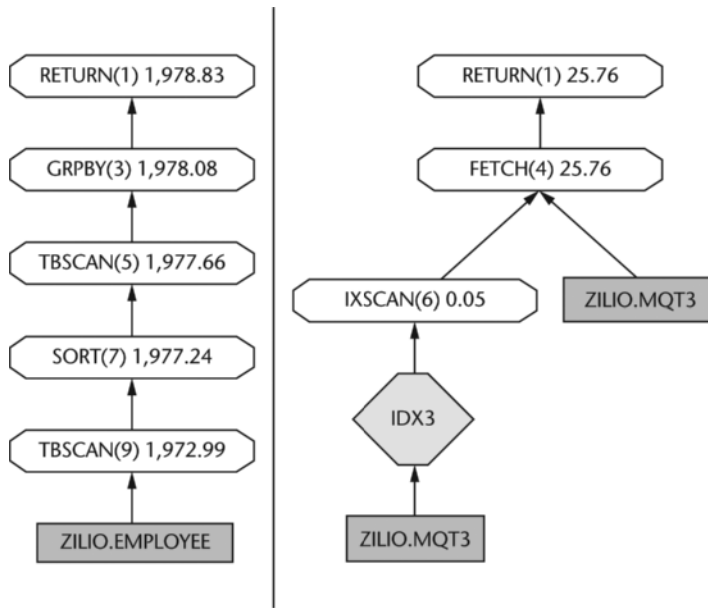 RETURN(1) 1,978.83
GRPBY(3) 1,978.08
TBSCAN(5) 1,977.66
SORT(7) 1,977.24
TBSCAN(9) 1,972.99
ZILIO.EMPLOYEE
RETURN(1) 25.76
FETCH(4) 25.76
IXSCAN(6) 0.05
ZILIO.MQT3
IDX3
ZILIO.MQT3